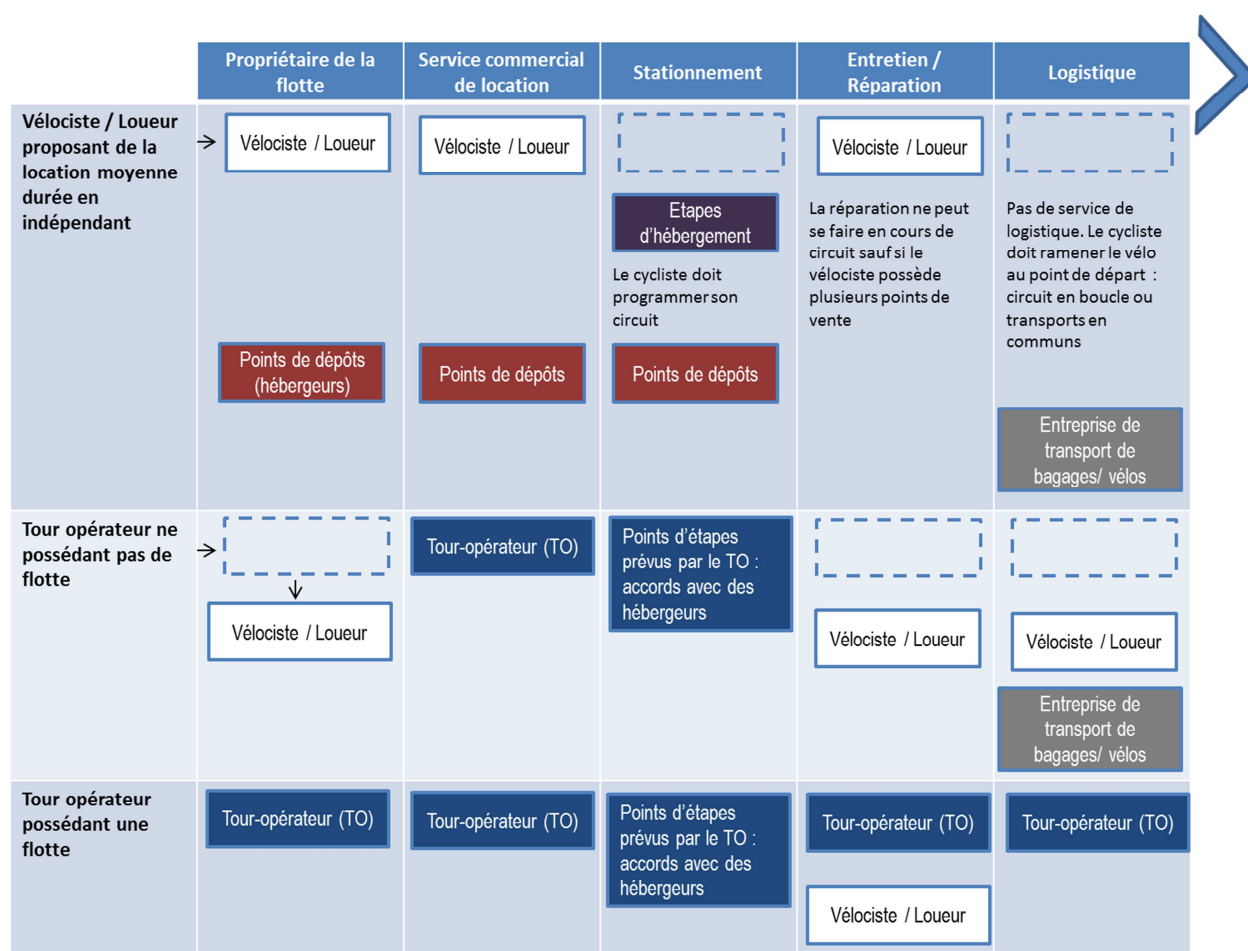 Propriétaire de la
flotte
Service commercial
de location
Stationnement
Entretien /
Réparation
Logistique
Vélociste / Loueur
proposant de la
location moyenne
durée en
indépendant
Vélociste / Loueur
Vélociste / Loueur
Vélociste / Loueur
Etapes
d'hébergement
Le cycliste doit
programmer son
circuit
La réparation ne peut
se faire en cours de
circuit sauf si le
vélociste possède
plusieurs points de
vente
Pas de service de
logistique. Le cycliste
doit ramener le vélo
au point de départ :
circuit en boucle ou
transports en
communs
Points de dépôts
(hébergeurs)
Points de dépôts
Points de dépôts
Entreprise de
transport de
bagages/ vélos
Tour opérateur ne
possédant pas de
flotte
Vélociste / Loueur
Tour-opérateur (TO)
Points d'étapes
prévus par le TO :
accords avec des
hébergeurs
Vélociste / Loueur
Vélociste / Loueur
Entreprise de
transport de
bagages/ vélos
Tour opérateur
possédant une
flotte
Tour-opérateur (TO)
Tour-opérateur (TO)
Points d'étapes
prévus par le TO :
accords avec des
hébergeurs
Tour-opérateur (TO)
Vélociste / Loueur
Tour-opérateur (TO)